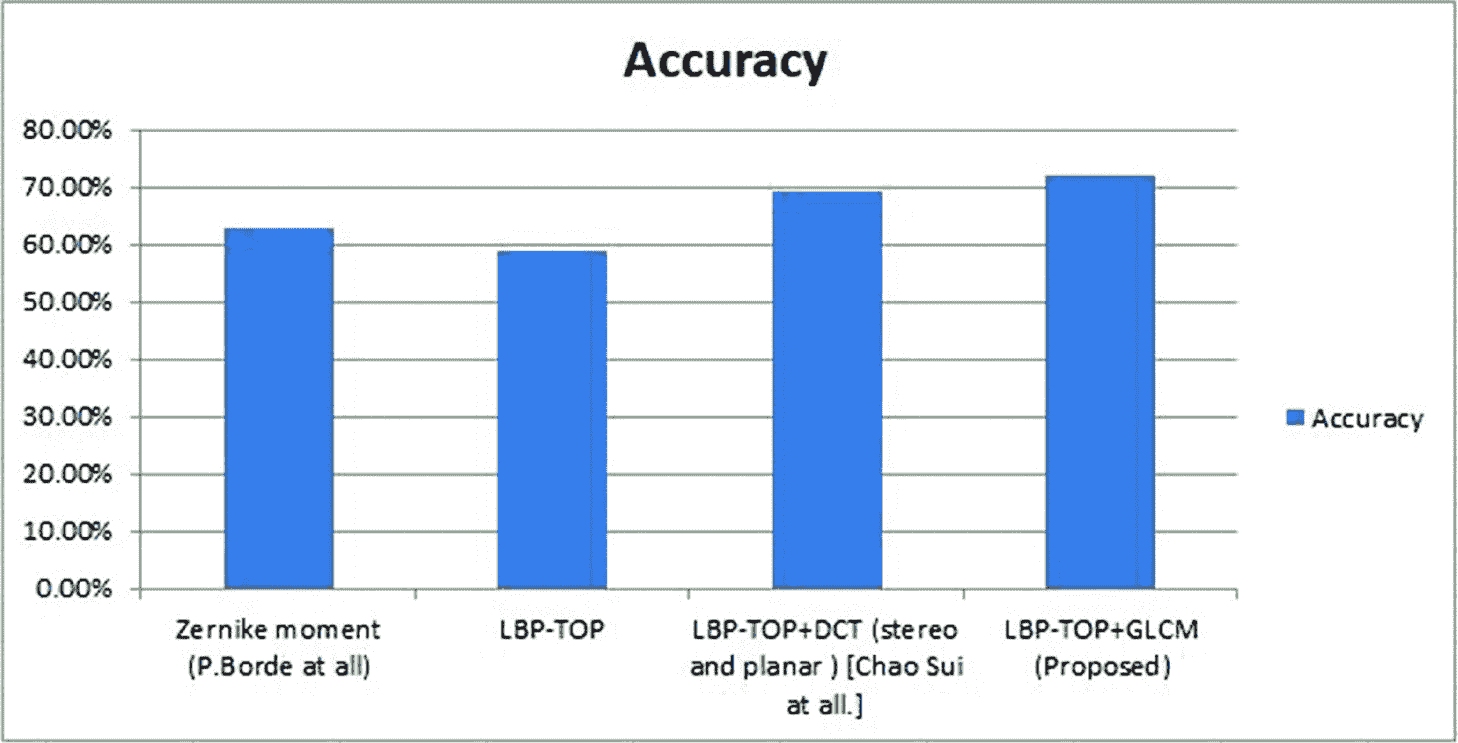 Accuracy
80.00%
70.00%
60.00%
50.00%
40.00%
30.00%
20.00%
10.00%
0.00%
Accuracy
Zernike moment
(P.Borde at all)
LBP-TOP
LBP-TOP+DCT (stereo
and planar ) [Chao Sui
at all.]
LBP-TOP+GLCM
(Proposed)